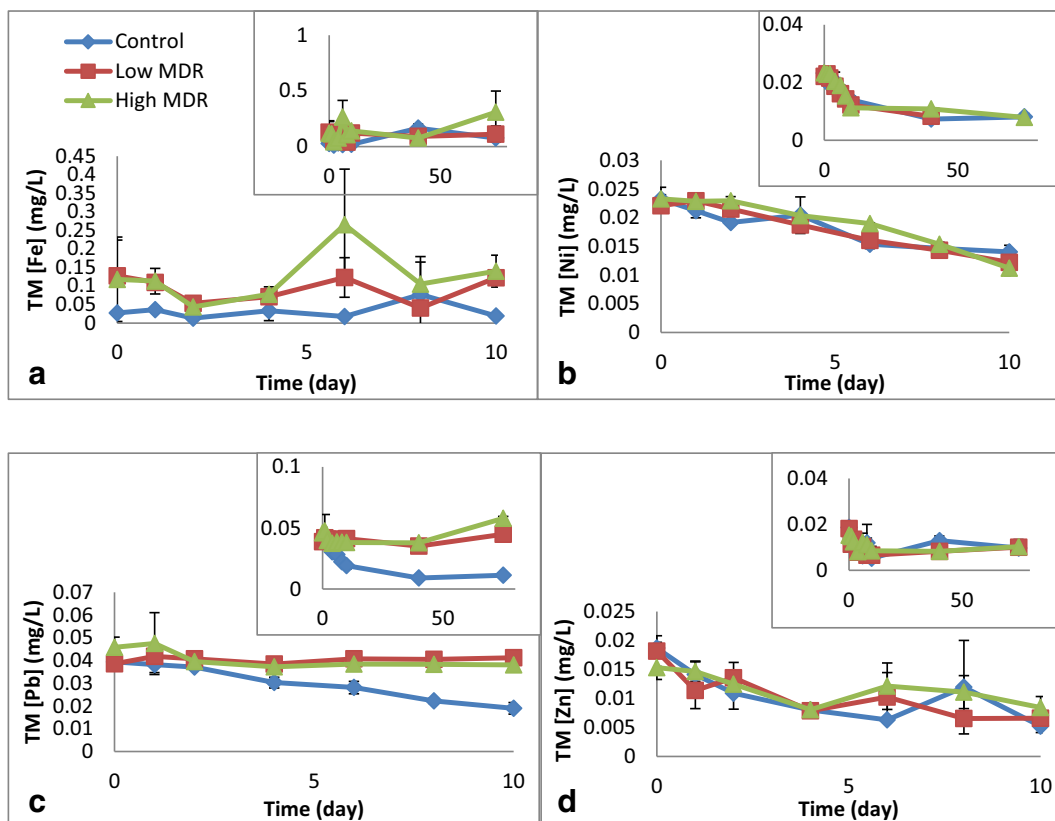 Control
Low MDR
High MDR
1
0.5
0
0 50
0.45
0.4
0.35
0.3
0.25
0.2
0.15
0.1
0.05
0
TM [Fe] (mg/L)
0 5 10
Time (day)
a
0.04
0.02
0
0 50
0.03
0.025
0.02
0.015
0.01
0.005
0
TM [Ni] (mg/L)
0 5 10
Time (day)
b
0.1
0.05
0
0 50
0.07
0.06
0.05
0.04
0.03
0.02
0.01
0
TM [Pb] (mg/L)
0 5 10
Time (day)
c
0.04
0.02
0
0 50
0.025
0.02
0.015
0.01
0.005
0
TM [Zn] (mg/L)
0 5 10
Time (day)
d